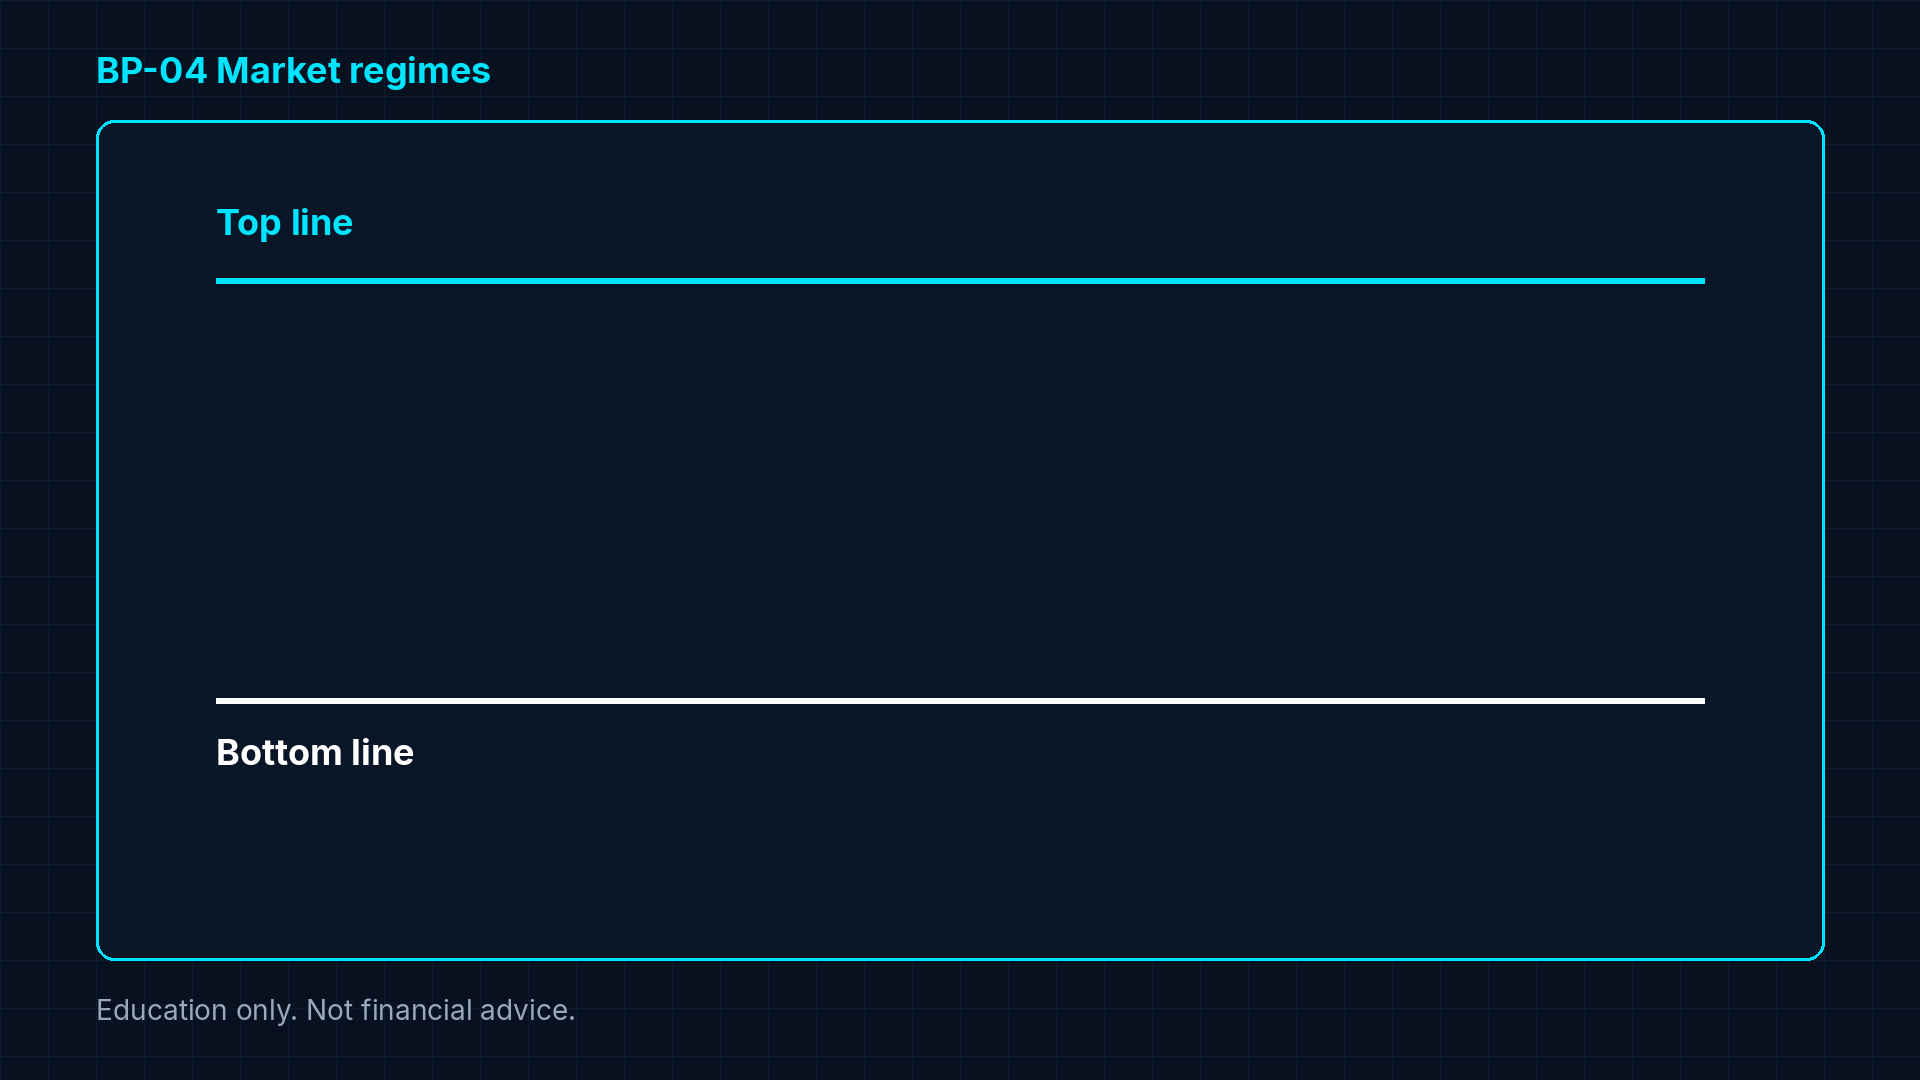 BP-04 Market regimes
Top line
Bottom line
Education only. Not financial advice.